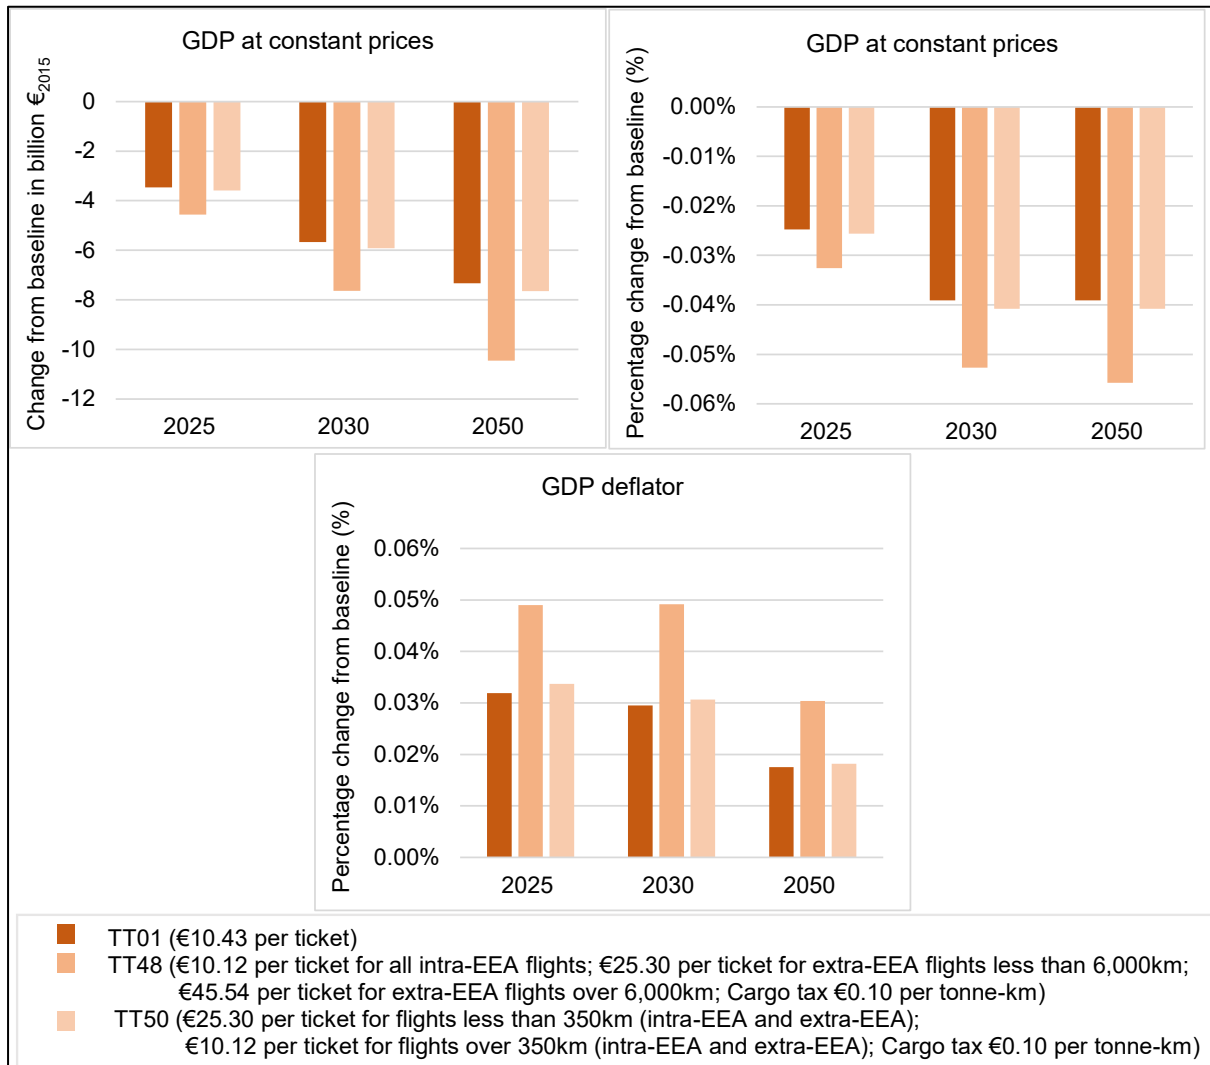 GDP at constant prices
Change from baseline in billion €2015
0
-2
-4
-6
-8
-10
-12
2025 2030 2050
GDP at constant prices
Percentage change from baseline (%)
0.00%
-0.01%
-0.02%
-0.03%
-0.04%
-0.05%
-0.06%
2025 2030 2050
GDP deflator
Percentage change from baseline (%)
0.06%
0.05%
0.04%
0.03%
0.02%
0.01%
0.00%
2025 2030 2050
TT01 (€10.43 per ticket)
TT48 (€10.12 per ticket for all intra-EEA flights; €25.30 per ticket for extra-EEA flights less than 6,000km;
€45.54 per ticket for extra-EEA flights over 6,000km; Cargo tax €0.10 per tonne-km)
TT50 (€25.30 per ticket for flights less than 350km (intra-EEA and extra-EEA);
€10.12 per ticket for flights over 350km (intra-EEA and extra-EEA); Cargo tax €0.10 per tonne-km)